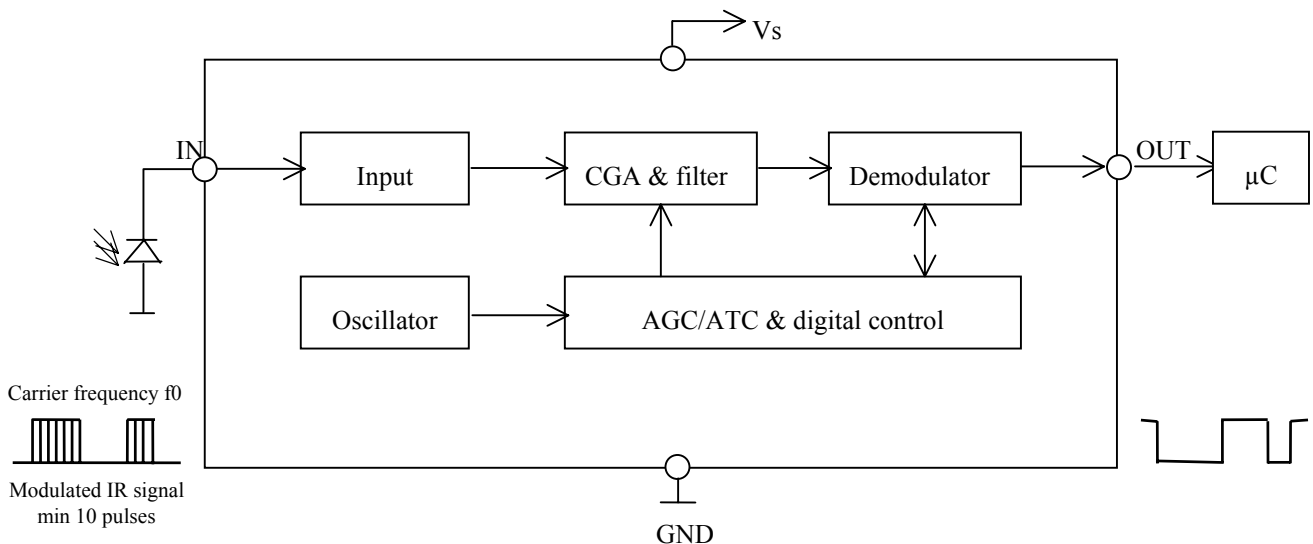 Vs
IN
Input
CGA & filter
Demodulator
OUT
µC
Oscillator
AGC/ATC & digital control
Carrier frequency f0
Modulated IR signal
min 10 pulses
GND